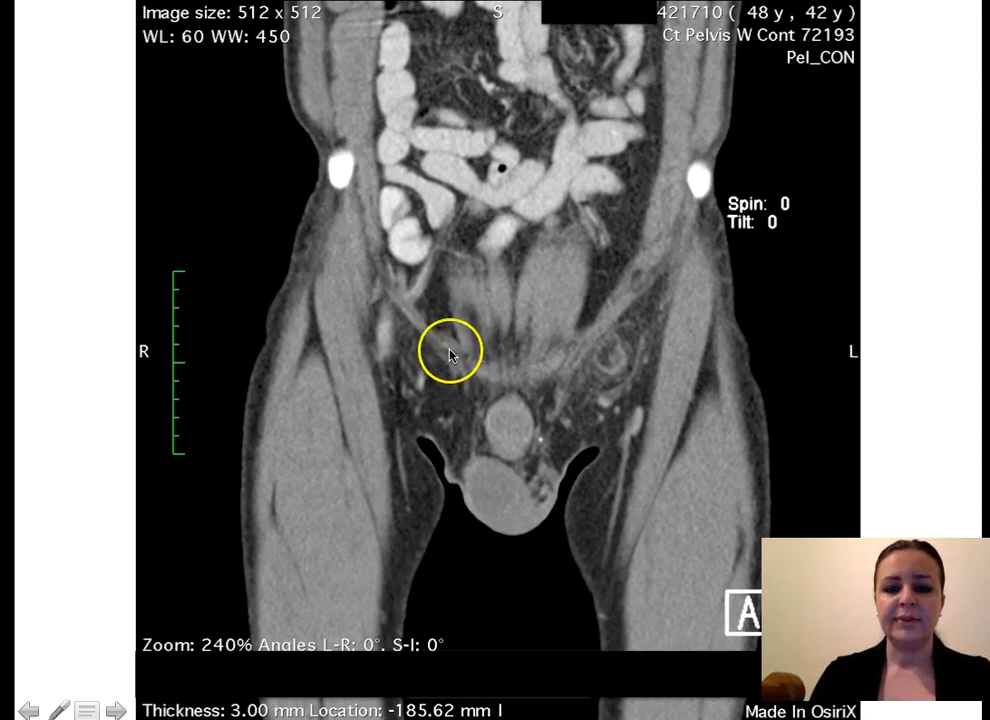 Image size: 512 x 512
WL: 60 WW: 450
S
421710 ( 48 y , 42 y )
Ct Pelvis W Cont 72193
Pel_CON
Spin: 0
Tilt: 0
R
L
A
Zoom: 240% Angles L-R: 0°. S-I: 0°
Thickness: 3.00 mm Location: -185.62 mm I
Made In OsiriX